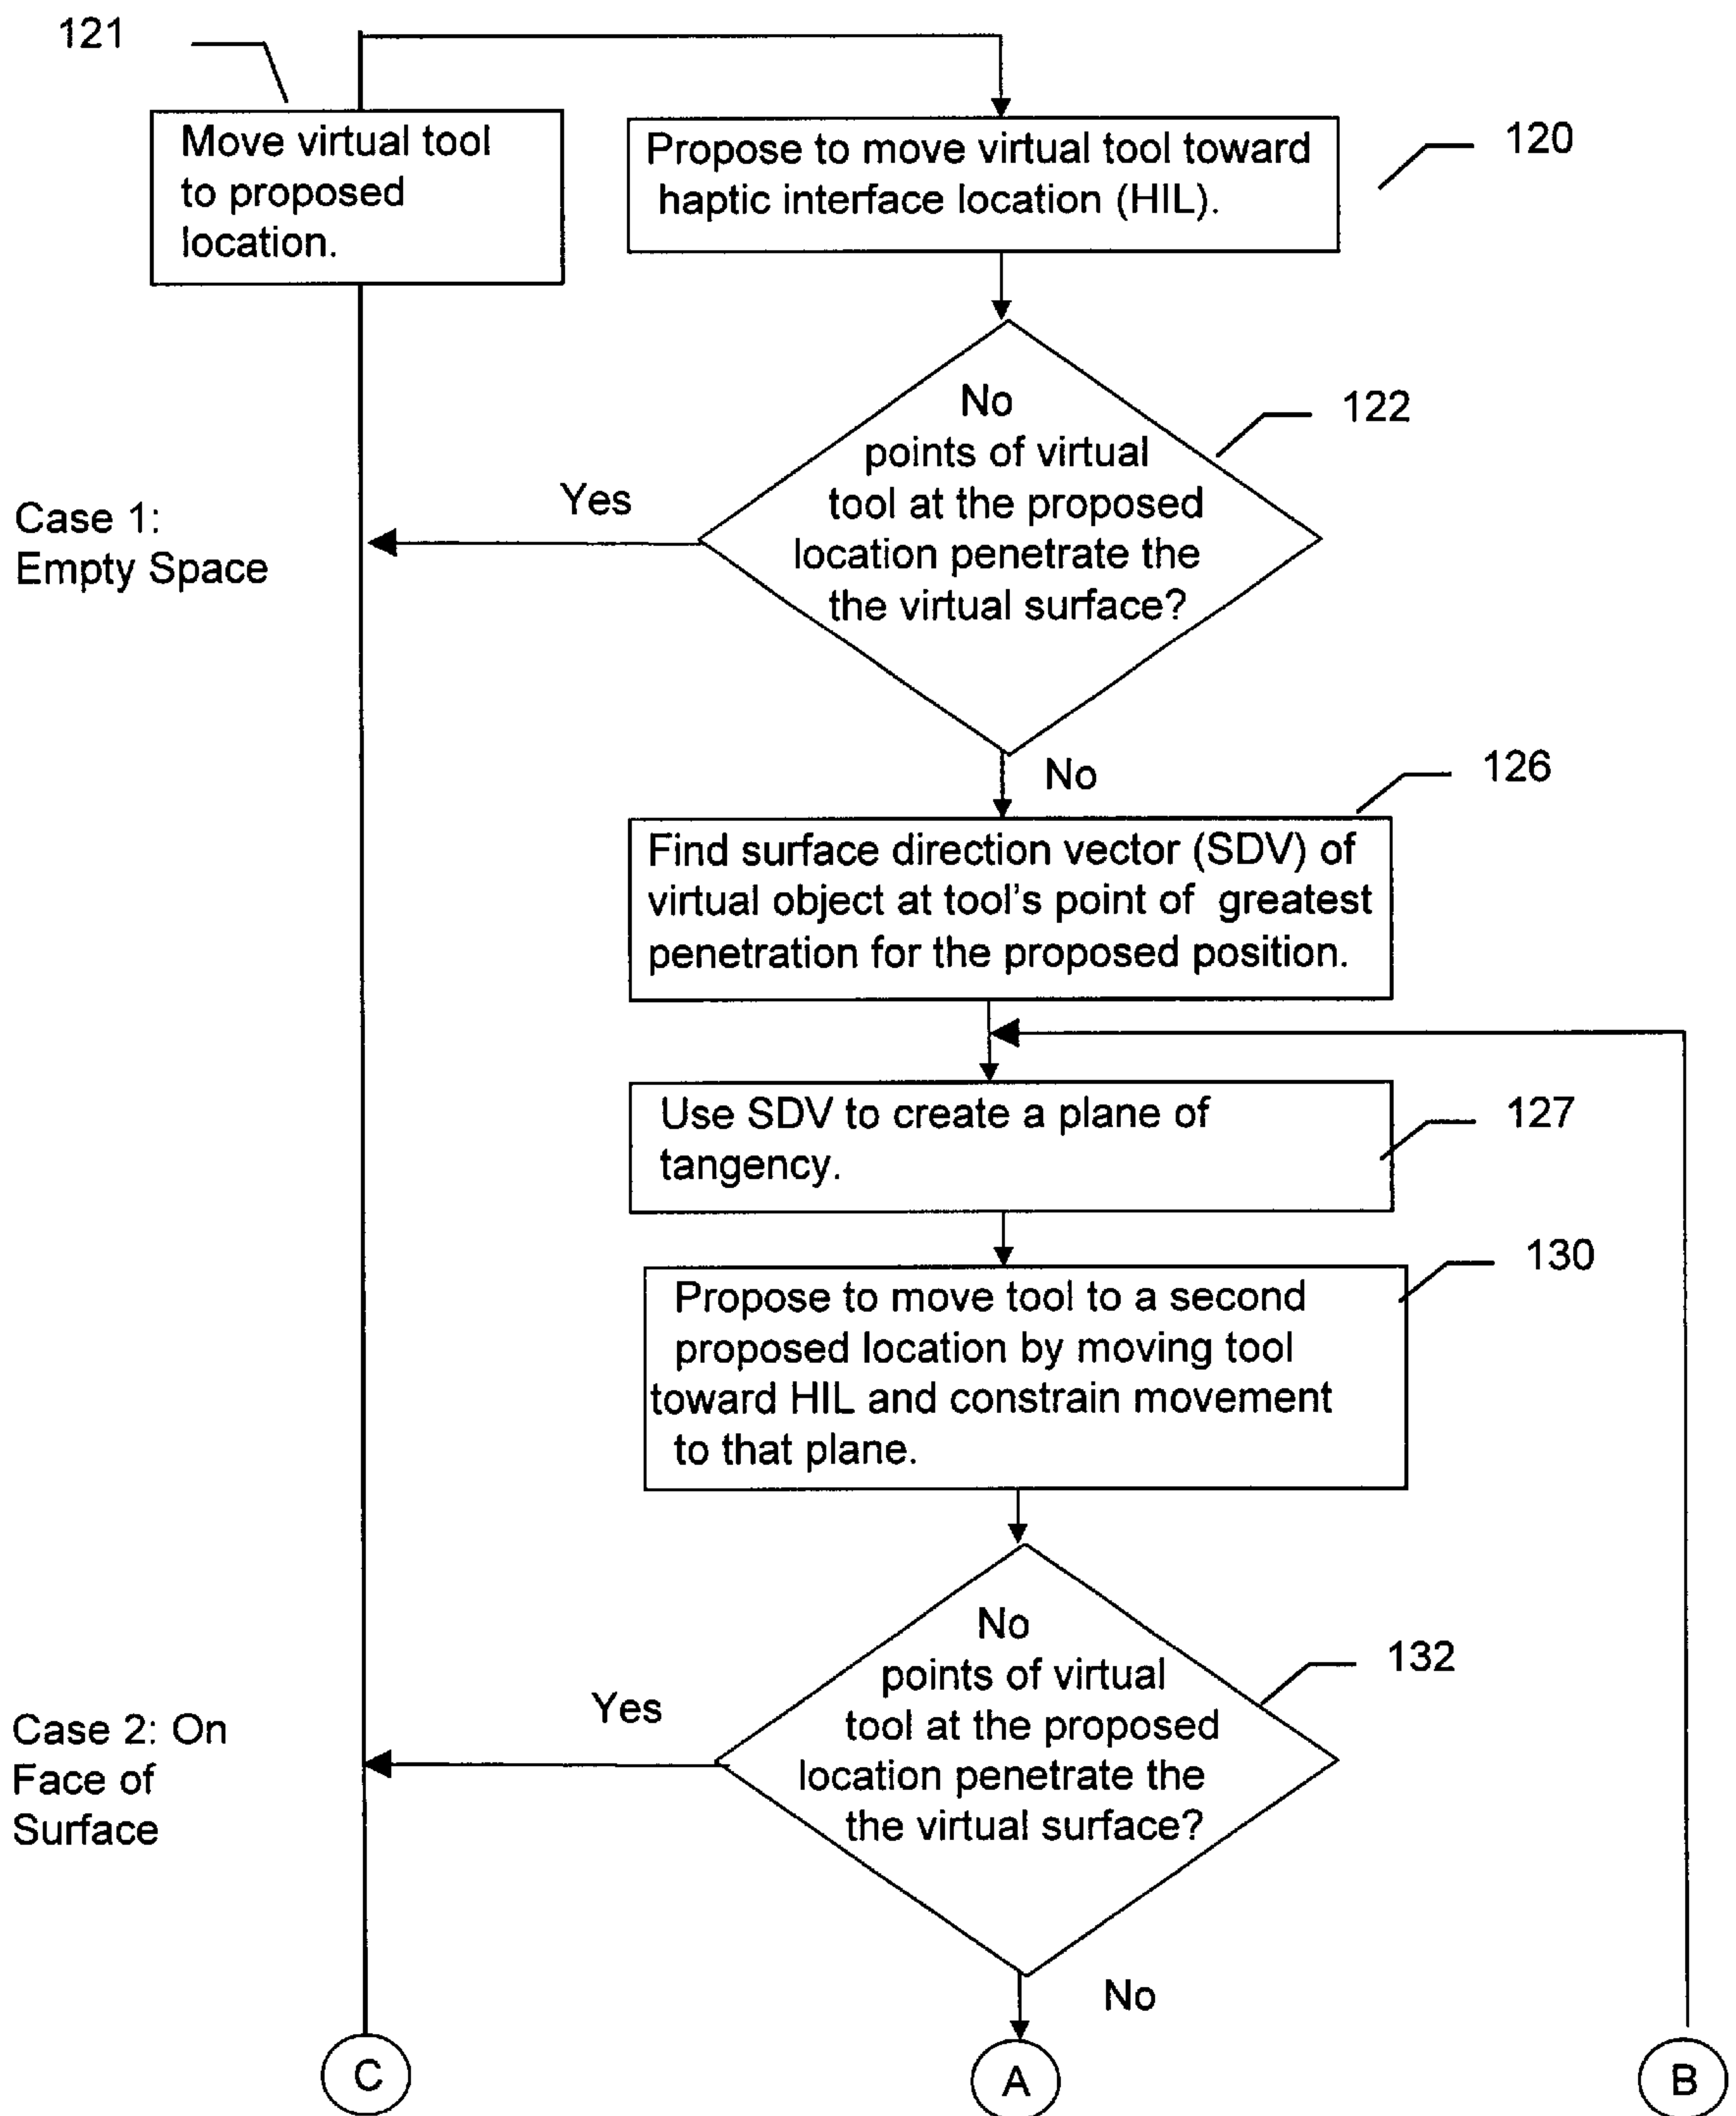 121
Move virtual tool
to proposed
location.
Propose to move virtual tool toward
haptic interface location (HIL).
120
No
points of virtual
tool at the proposed
location penetrate the
the virtual surface?
122
Yes
Case 1:
Empty Space
No
126
Find surface direction vector (SDV) of
virtual object at tool's point of greatest
penetration for the proposed position.
Use SDV to create a plane of
tangency.
127
130
Propose to move tool to a second
proposed location by moving tool
toward HIL and constrain movement
to that plane.
No
points of virtual
tool at the proposed
location penetrate the
the virtual surface?
132
Yes
Case 2: On
Face of
Surface
No
C
A
B